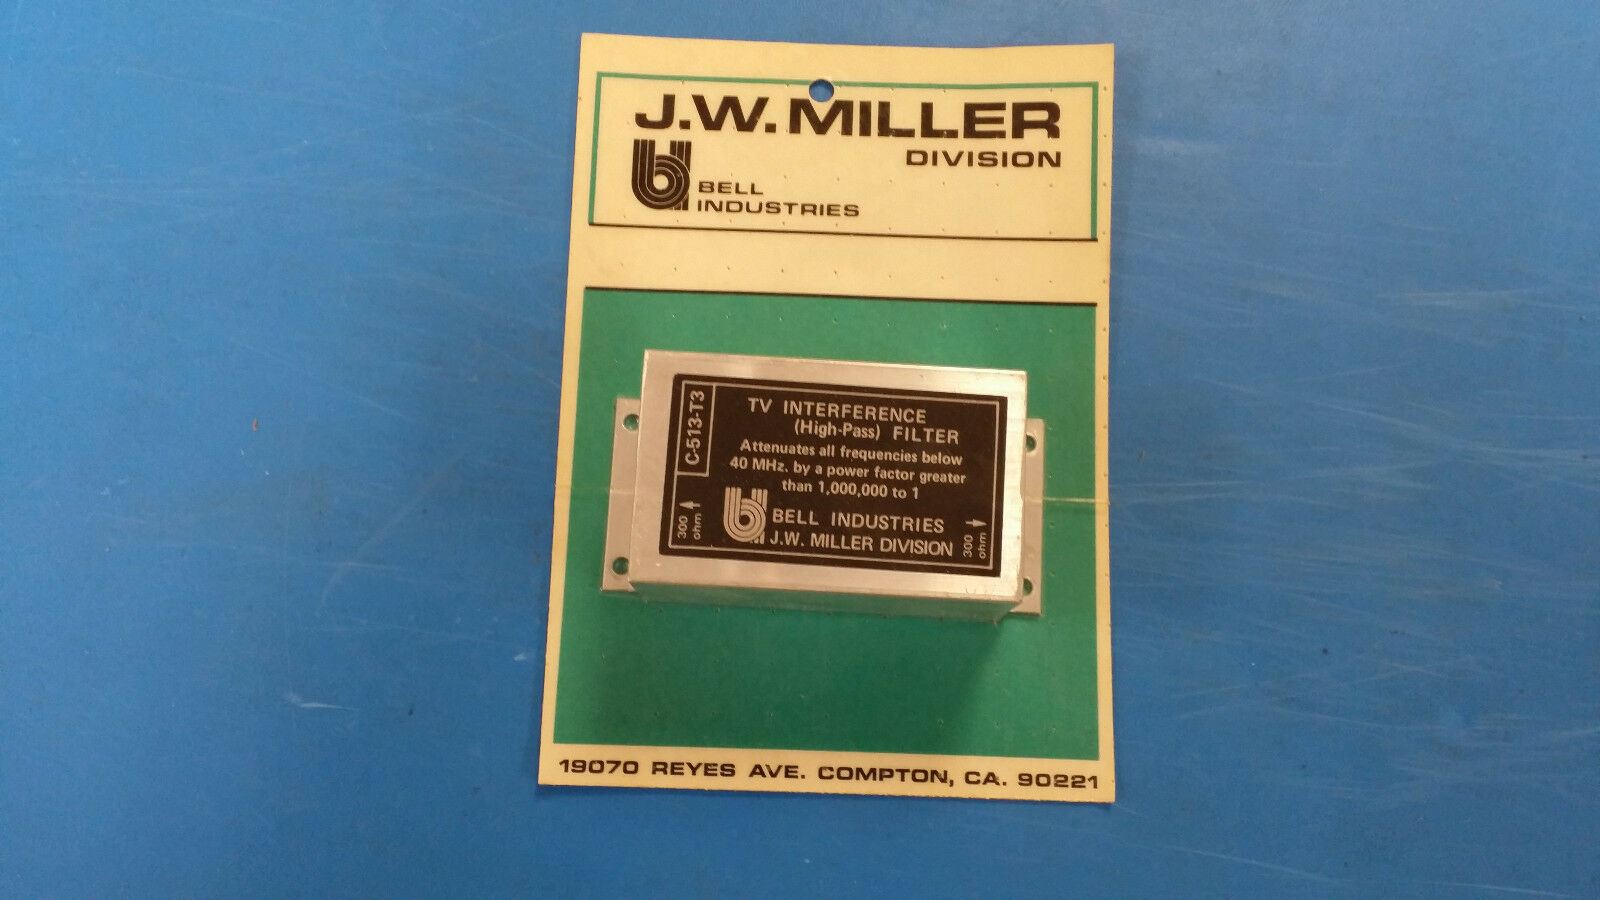 J.W. MILLER
DIVISION
BELL
INDUSTRIES
C-513-T3
TV INTERFERENCE
(High-Pass) FILTER
Attenuates all frequencies below
40 MHz. by a power factor greater
than 1,000,000 to 1
300
ohm
BELL INDUSTRIES
J.W. MILLER DIVISION
300
ohm
19070 REYES AVE. COMPTON, CA. 90221